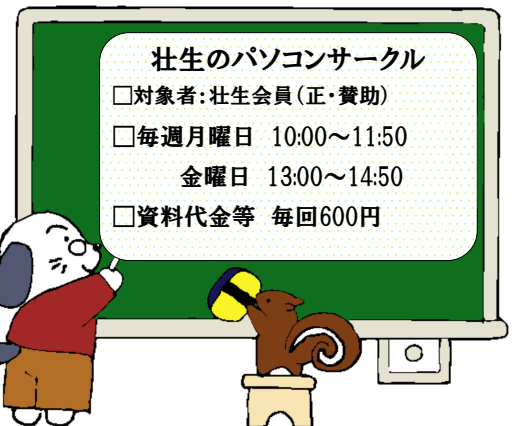 壮生のパソコンサークル
□対象者：壮生会員（正・賛助）
□毎週月曜日 10:00～11:50
金曜日 13:00～14:50
□資料代金等 毎回600円